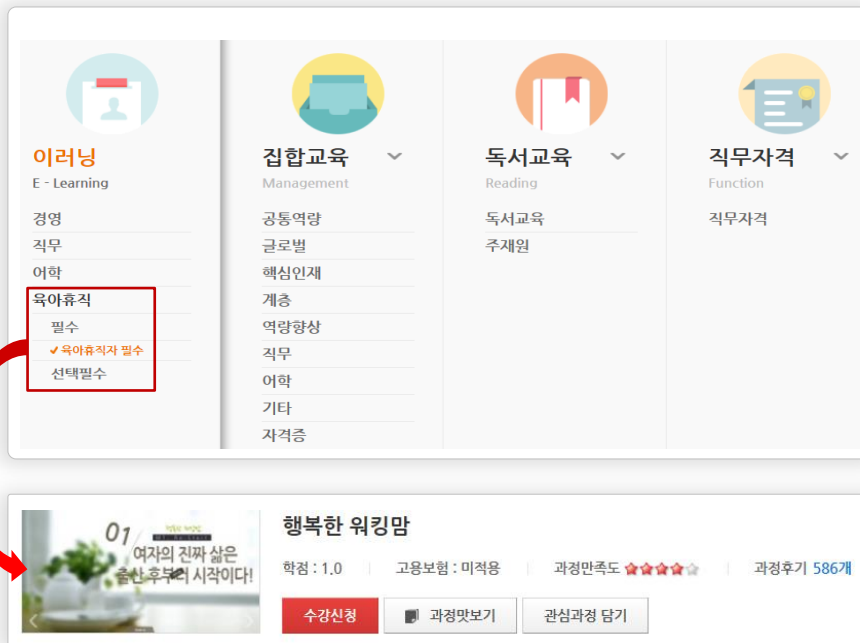 이러닝
E - Learning
경영
직무
어학
육아휴직
필수
육아휴직자 필수
선택필수
집합교육
Management
공통역량
글로벌
핵심인재
계층
역량향상
직무
어학
기타
자격증
독서교육
Reading
독서교육
주재원
직무자격
Function
직무자격
01
여자의 진짜 삶은
출산 후부터 시작이다!
행복한 워킹맘
학점 : 1.0 고용보험 : 미적용 과정만족도 과정후기 586개
수강신청 과정맛보기 관심과정 담기